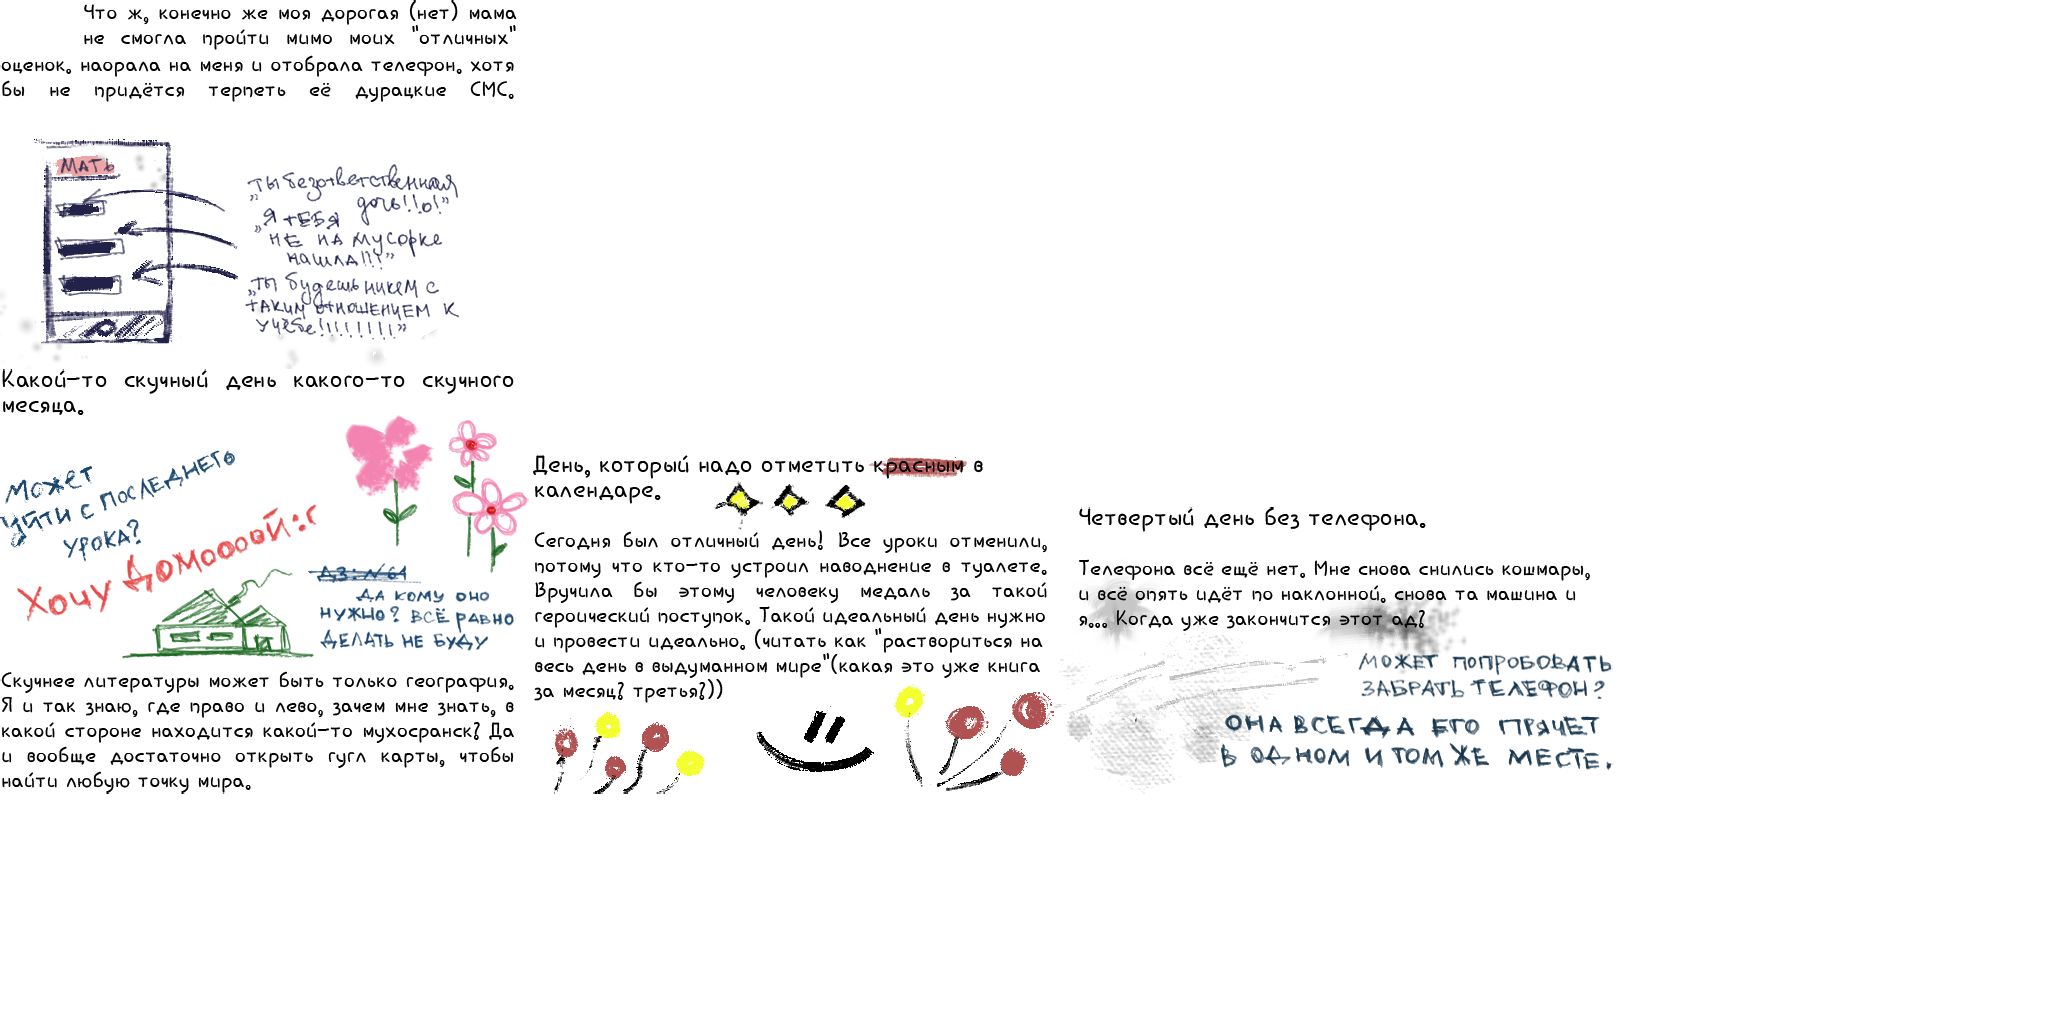 Что ж, конечно же моя дорогая (нет) мама
не смогла пройти мимо моих "отличных"
оценок. наорала на меня и отобрала телефон. хотя
бы не придётся терпеть её дурацкие СМС.
МАТЬ
"ты безответственная
дочь!!о!"
"Я ТЕБЯ
НЕ НА мусорке
нашла!!!"
"ты будешь никем с
таким отношением к
учёбе!!!!!!!!"
Какой-то скучный день какого-то скучного
месяца.
Может
уйти с последнего
урока?
Хочу домоооой:с
ДЗ: №61
ДА КОМУ ОНО
НУЖНО? ВСЁ РАВНО
ДЕЛАТЬ НЕ БУДУ
Скучнее литературы может быть только география.
Я и так знаю, где право и лево, зачем мне знать, в
какой стороне находится какой-то мухосранск? Да
и вообще достаточно открыть гугл карты, чтобы
найти любую точку мира.
День, который надо отметить красным в
календаре.
Сегодня был отличный день! Все уроки отменили,
потому что кто-то устроил наводнение в туалете.
Вручила бы этому человеку медаль за такой
героический поступок. Такой идеальный день нужно
и провести идеально. (читать как "раствориться на
весь день в выдуманном мире"(какая это уже книга
за месяц? третья?))
Четвертый день без телефона.
Телефона всё ещё нет. Мне снова снились кошмары,
и всё опять идёт по наклонной. снова та машина и
я... Когда уже закончится этот ад?
МОЖЕТ ПОПРОБОВАТЬ
ЗАБРАТЬ ТЕЛЕФОН?
ОНА ВСЕГДА ЕГО ПРЯЧЕТ
В ОДНОМ И ТОМ ЖЕ МЕСТЕ.